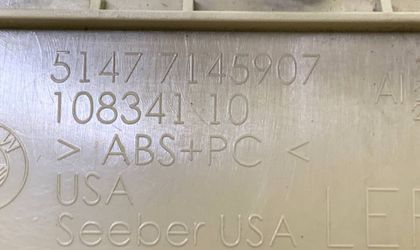 5147 7145907
108341 10
> ABS+PC <
USA
Seeber USA